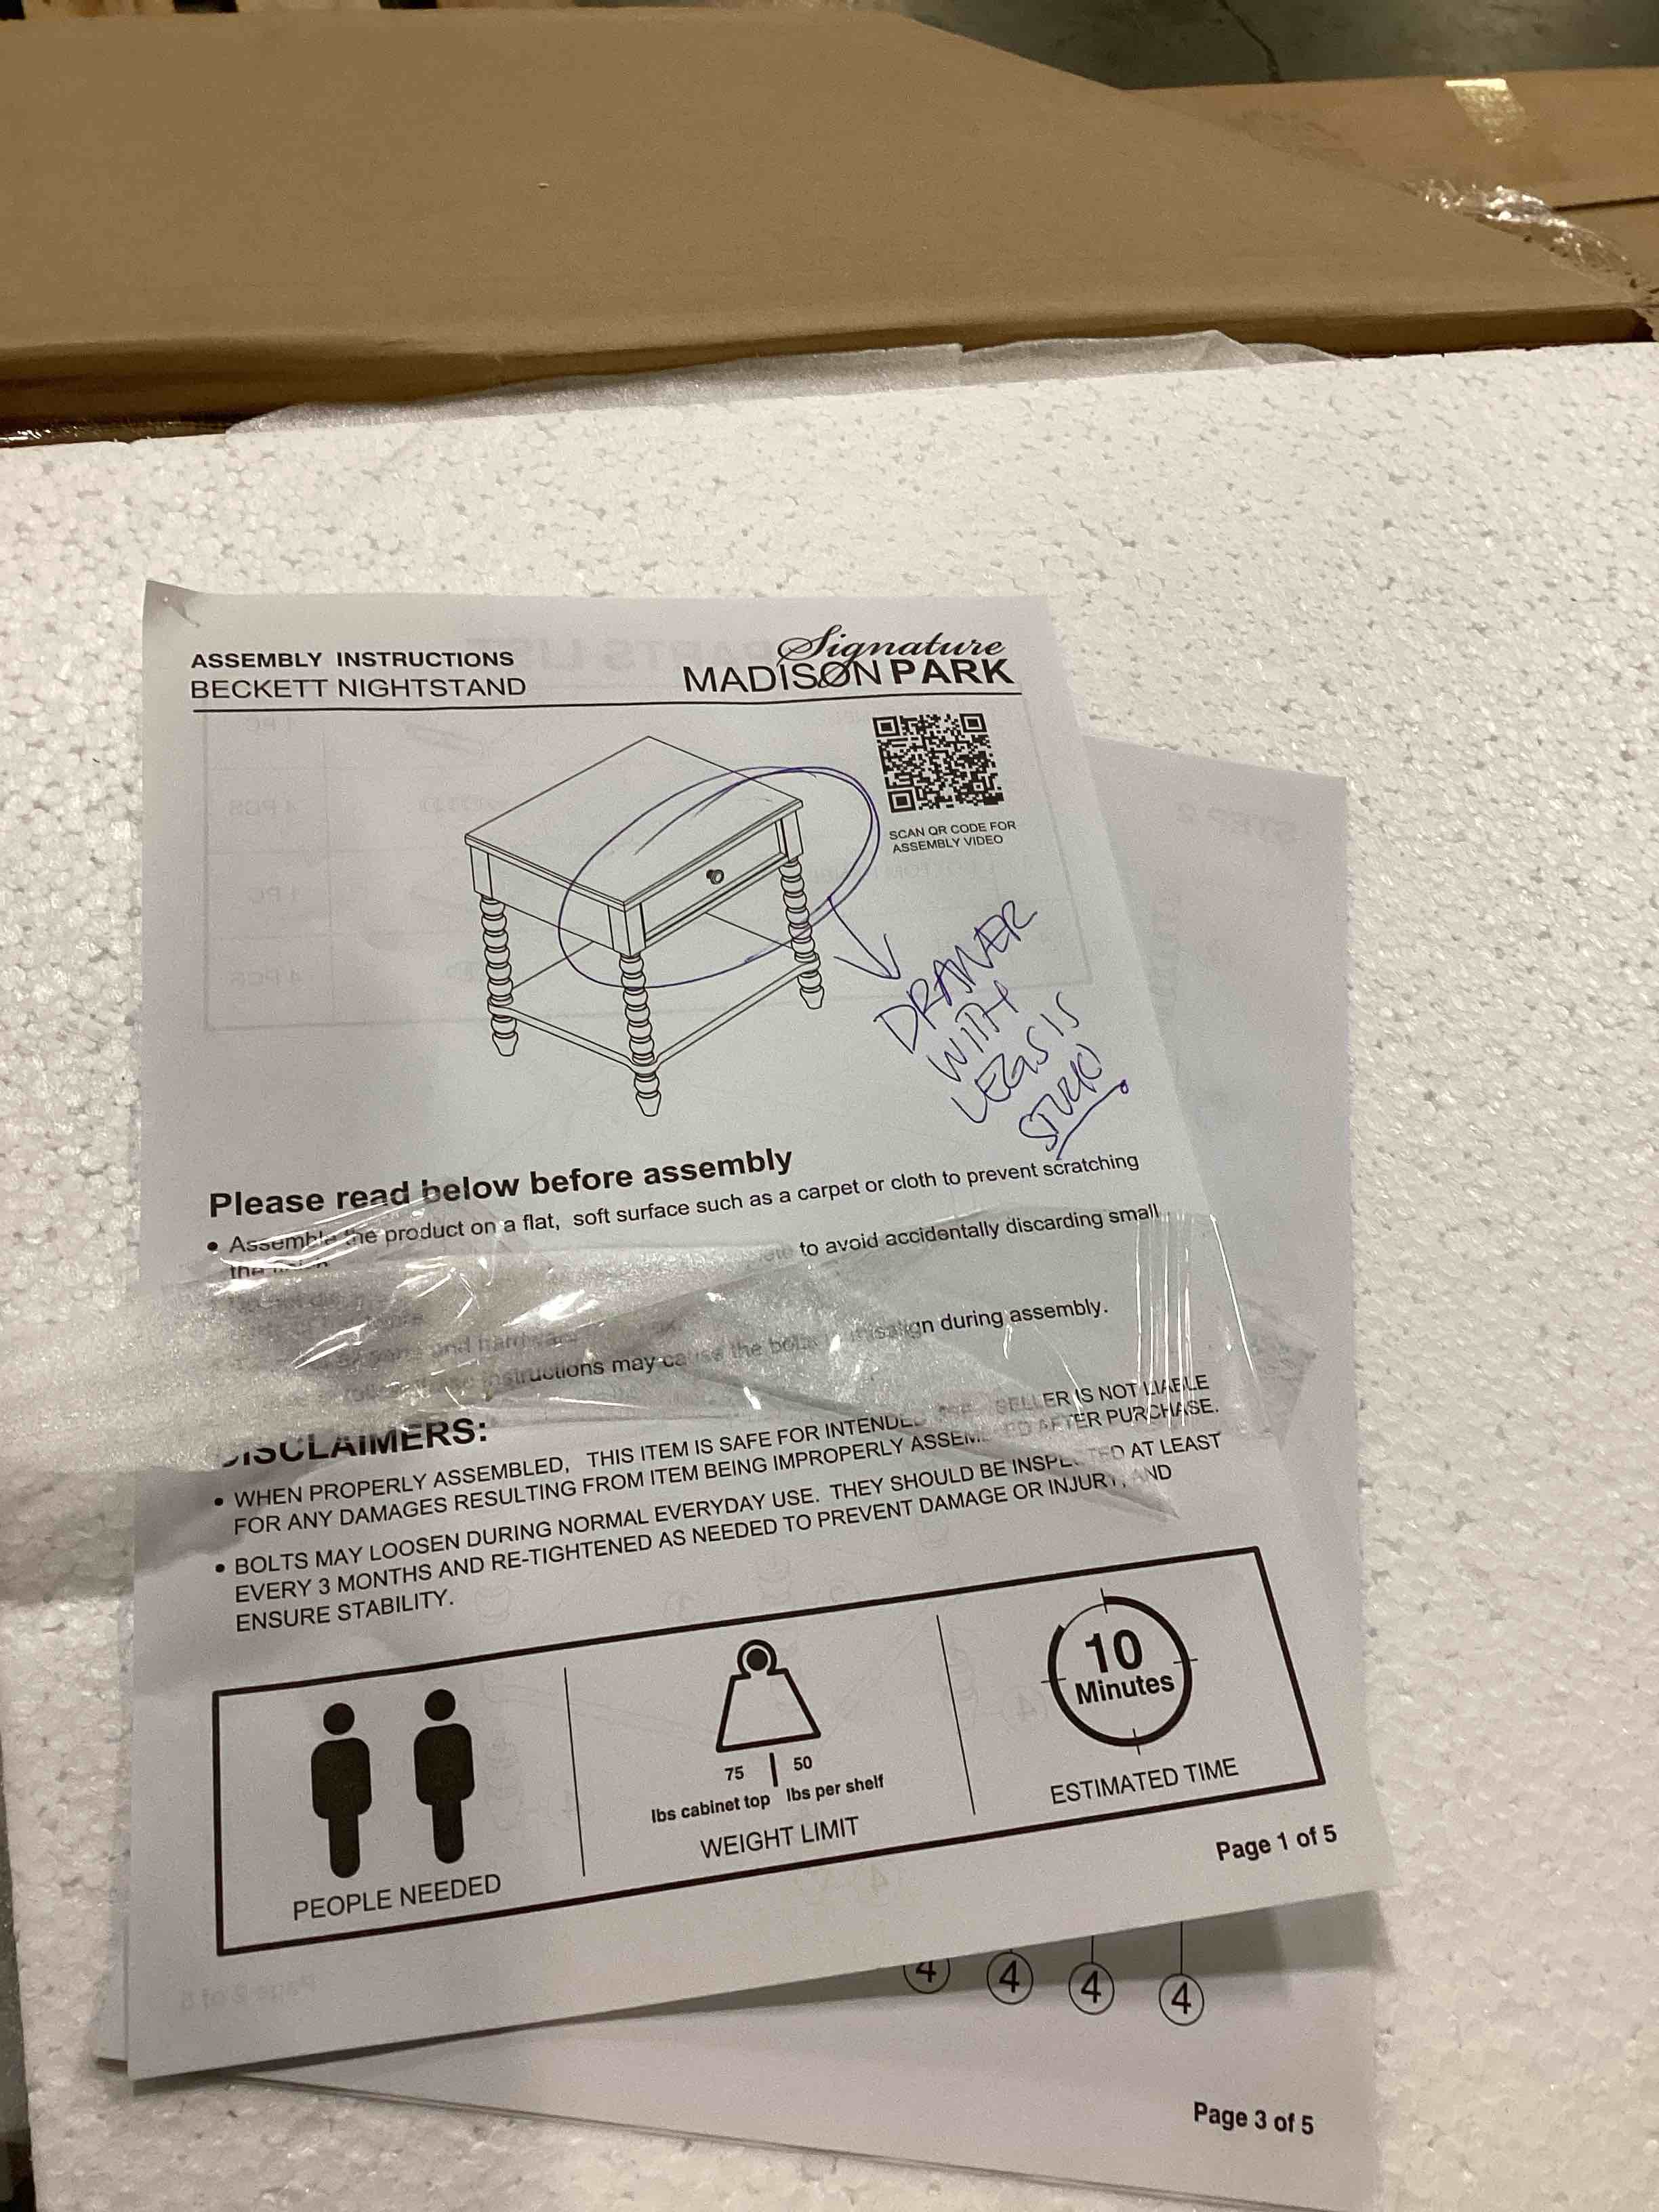 ASSEMBLY INSTRUCTIONS
BECKETT NIGHTSTAND
Signature
MADISON PARK
SCAN QR CODE FOR
ASSEMBLY VIDEO
DRAWER
WITH
LEGS IS
STUCK
Please read below before assembly
• Assemble the product on a flat, soft surface such as a carpet or cloth to prevent scratching
the finish
to avoid accidentally discarding small
and hardware
instructions may cause the bolts misalign during assembly.
DISCLAIMERS:
• WHEN PROPERLY ASSEMBLED, THIS ITEM IS SAFE FOR INTENDED SELLER IS NOT LIABLE
FOR ANY DAMAGES RESULTING FROM ITEM BEING IMPROPERLY ASSEMBLED AFTER PURCHASE.
• BOLTS MAY LOOSEN DURING NORMAL EVERYDAY USE. THEY SHOULD BE INSPECTED AT LEAST
EVERY 3 MONTHS AND RE-TIGHTENED AS NEEDED TO PREVENT DAMAGE OR INJURY, AND
ENSURE STABILITY.
PEOPLE NEEDED
75 | 50
lbs cabinet top lbs per shelf
WEIGHT LIMIT
10
Minutes
ESTIMATED TIME
Page 1 of 5
4 4 4 4
Page 3 of 5